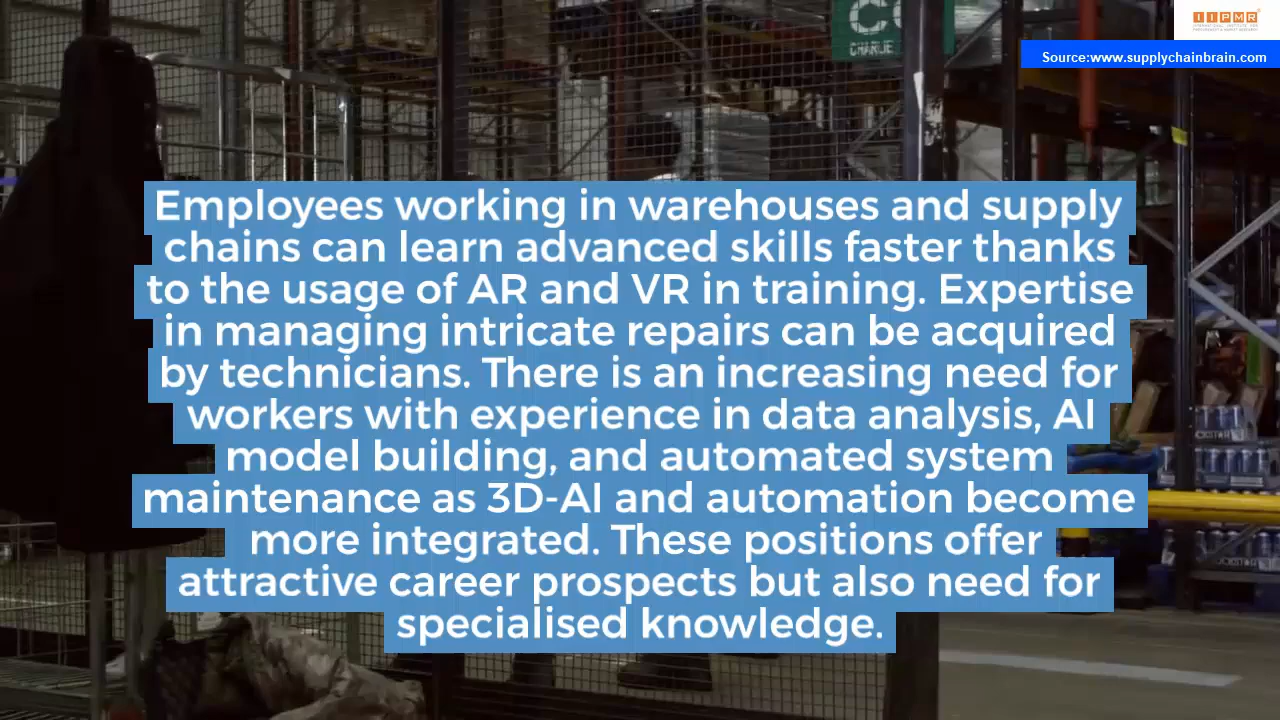 IIPMR
Source:www.supplychainbrain.com
CHARLIE
Employees working in warehouses and supply
chains can learn advanced skills faster thanks
to the usage of AR and VR in training. Expertise
in managing intricate repairs can be acquired
by technicians. There is an increasing need for
workers with experience in data analysis, AI
model building, and automated system
maintenance as 3D-AI and automation become
more integrated. These positions offer
attractive career prospects but also need for
specialised knowledge.